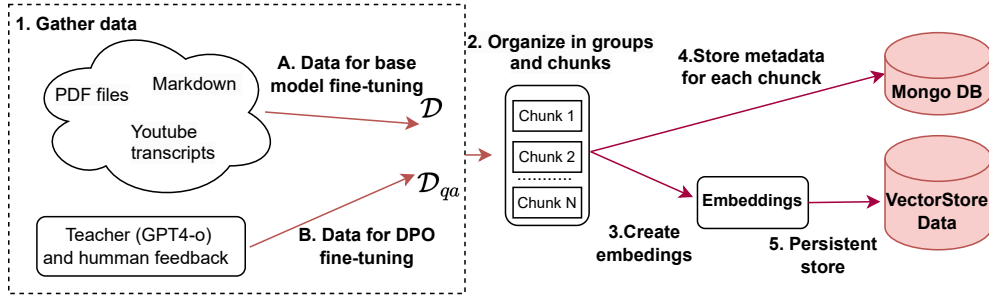 1. Gather data
PDF files
Markdown
Youtube
transcripts
A. Data for base
model fine-tuning
𝒟
𝒟qa
Teacher (GPT4-o)
and humman feedback
B. Data for DPO
fine-tuning
2. Organize in groups
and chunks
Chunk 1
Chunk 2
............
Chunk N
4.Store metadata
for each chunck
Mongo DB
3.Create
embedings
Embeddings
5. Persistent
store
VectorStore
Data